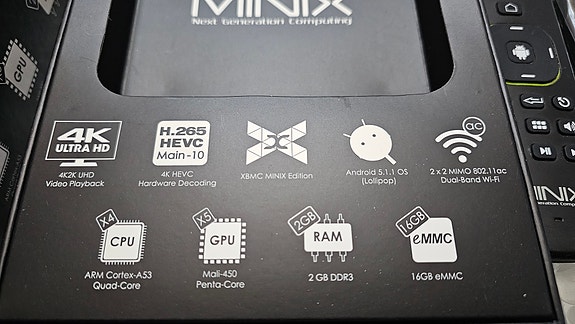 MINIX
Next Generation Computing
4K
ULTRA HD
4K2K UHD
Video Playback
H.265
HEVC
Main-10
4K HEVC
Hardware Decoding
XBMC MINIX Edition
Android 5.1.1 OS
(Lollipop)
ac
2 x 2 MIMO 802.11ac
Dual-Band Wi-Fi
X4
CPU
ARM Cortex-A53
Quad-Core
X5
GPU
Mali-450
Penta-Core
2GB
RAM
2 GB DDR3
16GB
eMMC
16GB eMMC
GPU
INIX